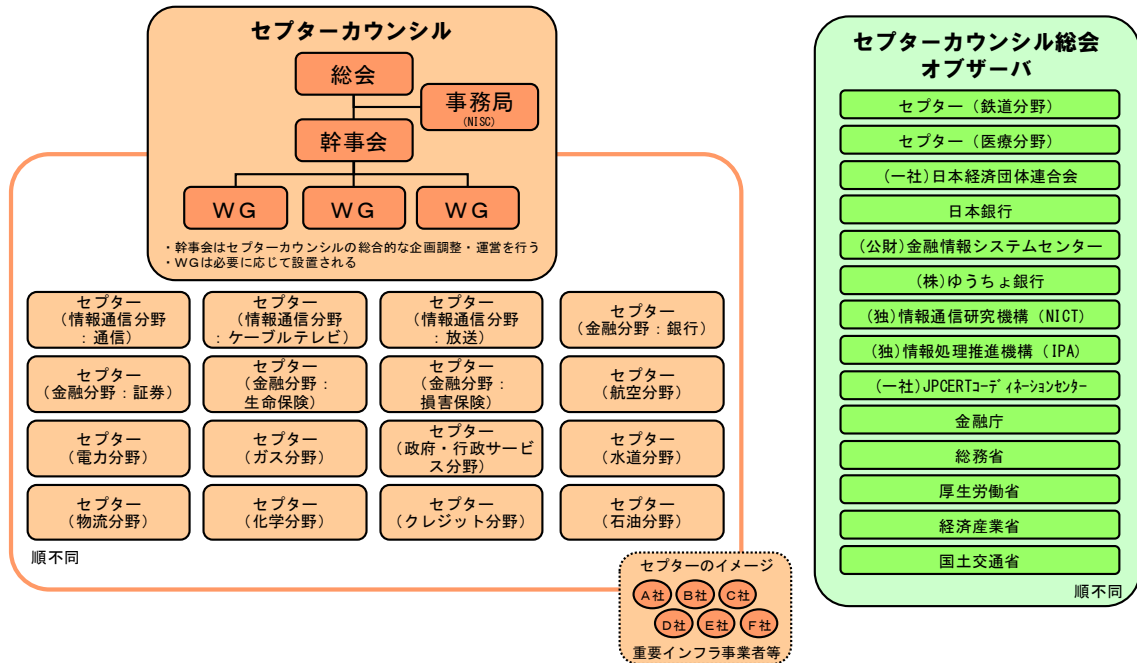 セプターカウンシル
総会
事務局
(NISC)
幹事会
WG
WG
WG
・幹事会はセプターカウンシルの総合的な企画調整・運営を行う
・WGは必要に応じて設置される
セプター
(情報通信分野
:通信)
セプター
(情報通信分野
:ケーブルテレビ)
セプター
(情報通信分野
:放送)
セプター
(金融分野:銀行)
セプター
(金融分野:証券)
セプター
(金融分野:
生命保険)
セプター
(金融分野:
損害保険)
セプター
(航空分野)
セプター
(電力分野)
セプター
(ガス分野)
セプター
(政府・行政サービ
ス分野)
セプター
(水道分野)
セプター
(物流分野)
セプター
(化学分野)
セプター
(クレジット分野)
セプター
(石油分野)
順不同
セプターのイメージ
A社
B社
C社
D社
E社
F社
重要インフラ事業者等
セプターカウンシル総会
オブザーバ
セプター(鉄道分野)
セプター(医療分野)
(一社)日本経済団体連合会
日本銀行
(公財)金融情報システムセンター
(株)ゆうちょ銀行
(独)情報通信研究機構(NICT)
(独)情報処理推進機構(IPA)
(一社)JPCERTコーディネーションセンター
金融庁
総務省
厚生労働省
経済産業省
国土交通省
順不同